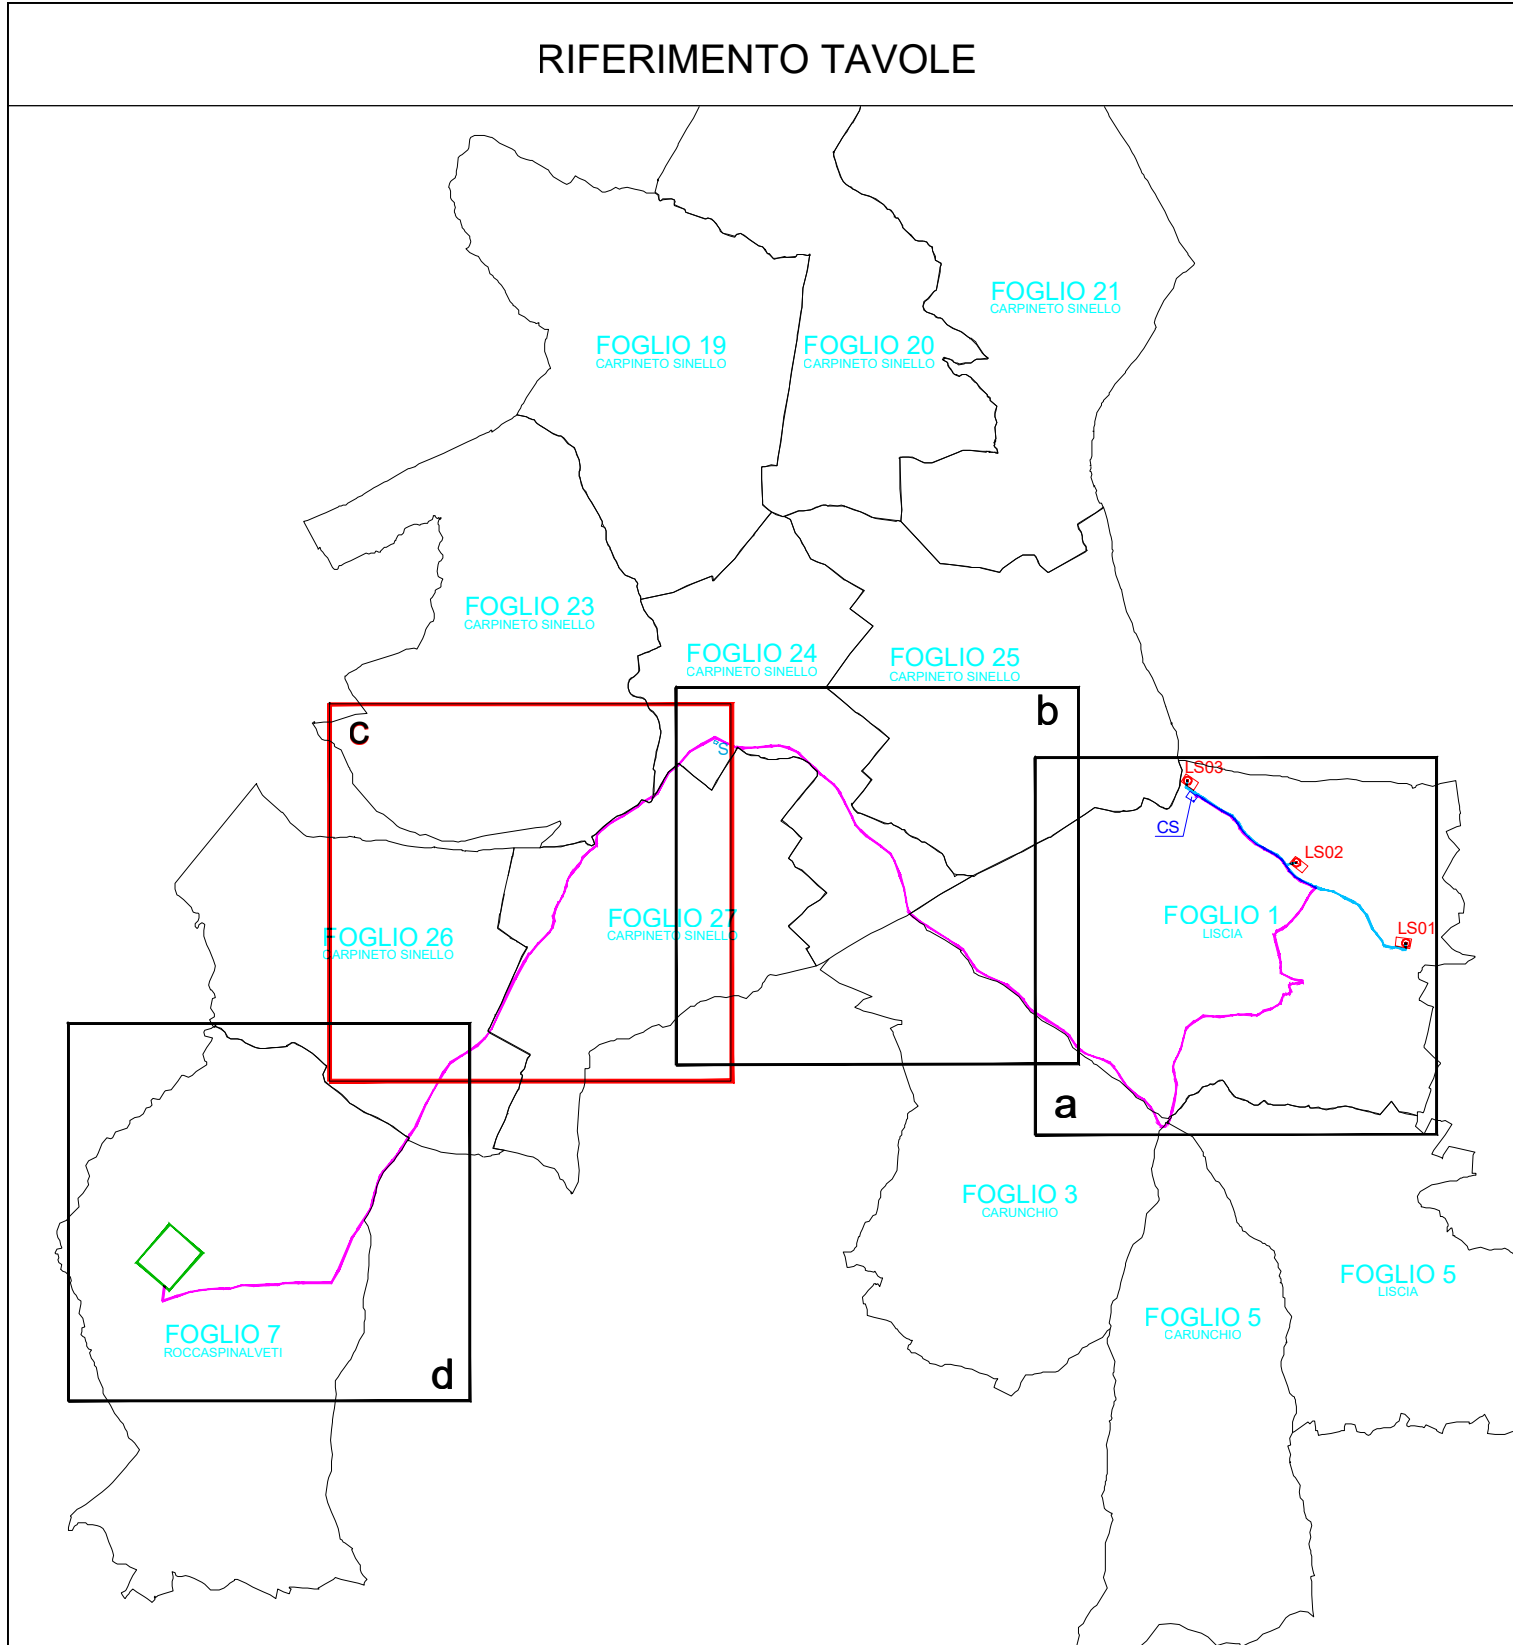 RIFERIMENTO TAVOLE
FOGLIO 21
CARPINETO SINELLO
FOGLIO 19
CARPINETO SINELLO
FOGLIO 20
CARPINETO SINELLO
FOGLIO 23
CARPINETO SINELLO
FOGLIO 24
CARPINETO SINELLO
FOGLIO 25
CARPINETO SINELLO
c
b
S
LS03
CS
LS02
FOGLIO 1
LISCIA
LS01
FOGLIO 26
CARPINETO SINELLO
FOGLIO 27
CARPINETO SINELLO
a
FOGLIO 3
CARUNCHIO
FOGLIO 5
LISCIA
FOGLIO 5
CARUNCHIO
FOGLIO 7
ROCCASPINALVETI
d